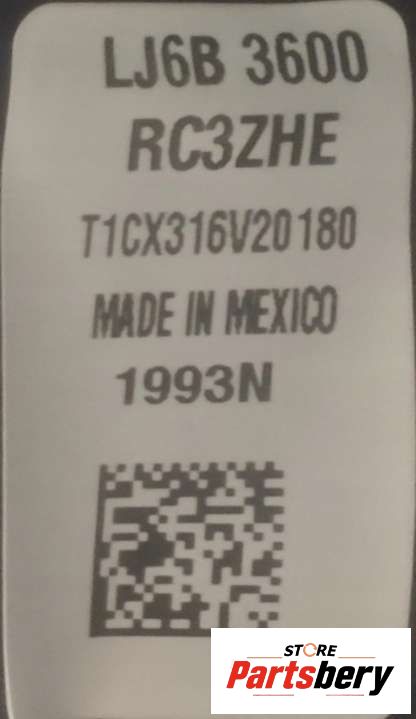 LJ6B 3600
RC3ZHE
T1CX316V20180
MADE IN MEXICO
1993N
STORE
Partsbery